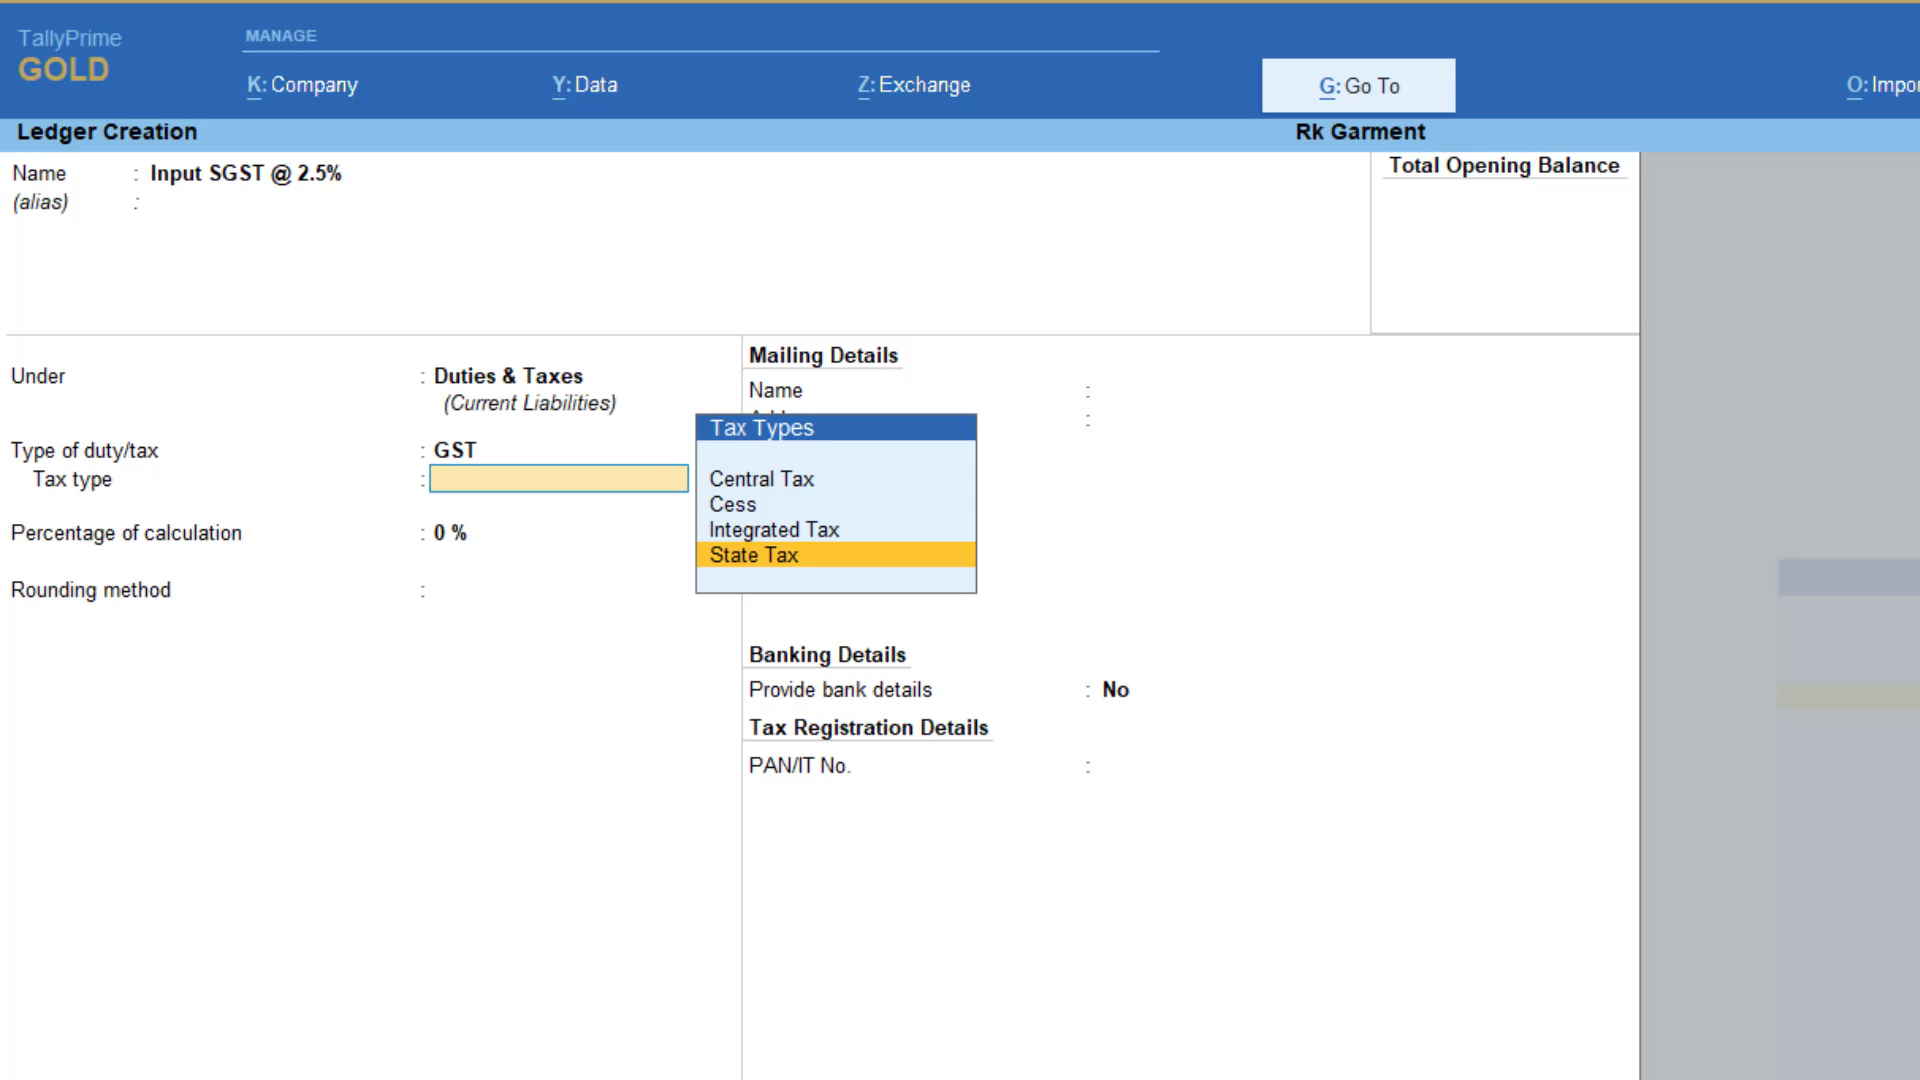 TallyPrime
GOLD
MANAGE
K: Company
Y: Data
Z: Exchange
G: Go To
O: Impor
Ledger Creation
Rk Garment
Name : Input SGST @ 2.5%
(alias) :
Total Opening Balance
Under : Duties & Taxes
(Current Liabilities)
Type of duty/tax : GST
Tax type :
Percentage of calculation : 0 %
Rounding method :
Tax Types
Central Tax
Cess
Integrated Tax
State Tax
Mailing Details
Name :
:
Banking Details
Provide bank details : No
Tax Registration Details
PAN/IT No. :